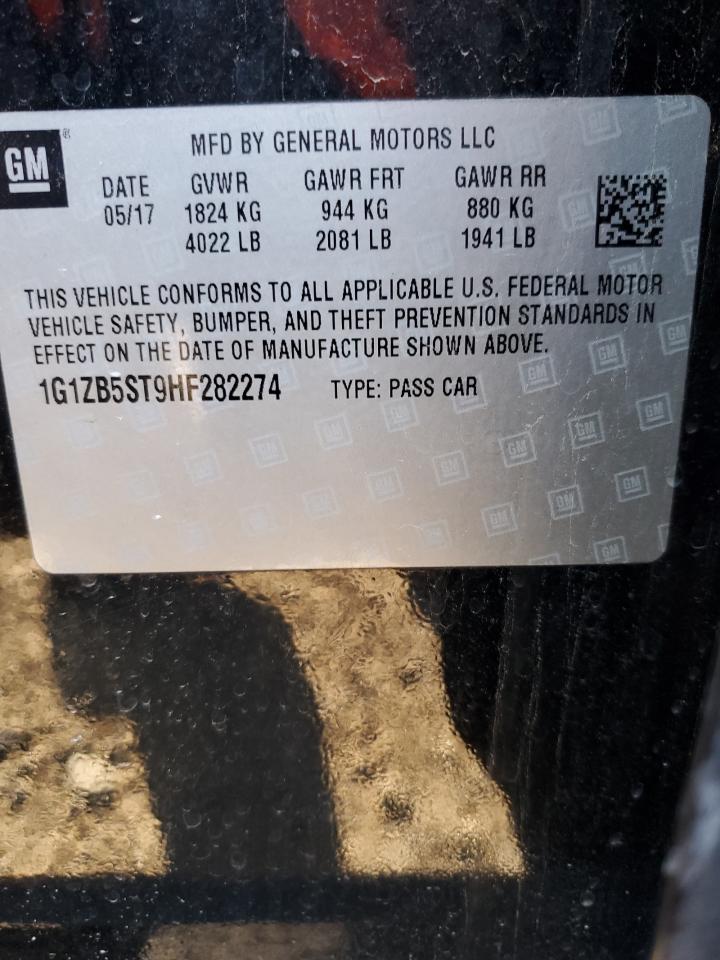 GM®
MFD BY GENERAL MOTORS LLC
DATE GVWR GAWR FRT GAWR RR
05/17 1824 KG 944 KG 880 KG
4022 LB 2081 LB 1941 LB
THIS VEHICLE CONFORMS TO ALL APPLICABLE U.S. FEDERAL MOTOR
VEHICLE SAFETY, BUMPER, AND THEFT PREVENTION STANDARDS IN
EFFECT ON THE DATE OF MANUFACTURE SHOWN ABOVE.
1G1ZB5ST9HF282274 TYPE: PASS CAR